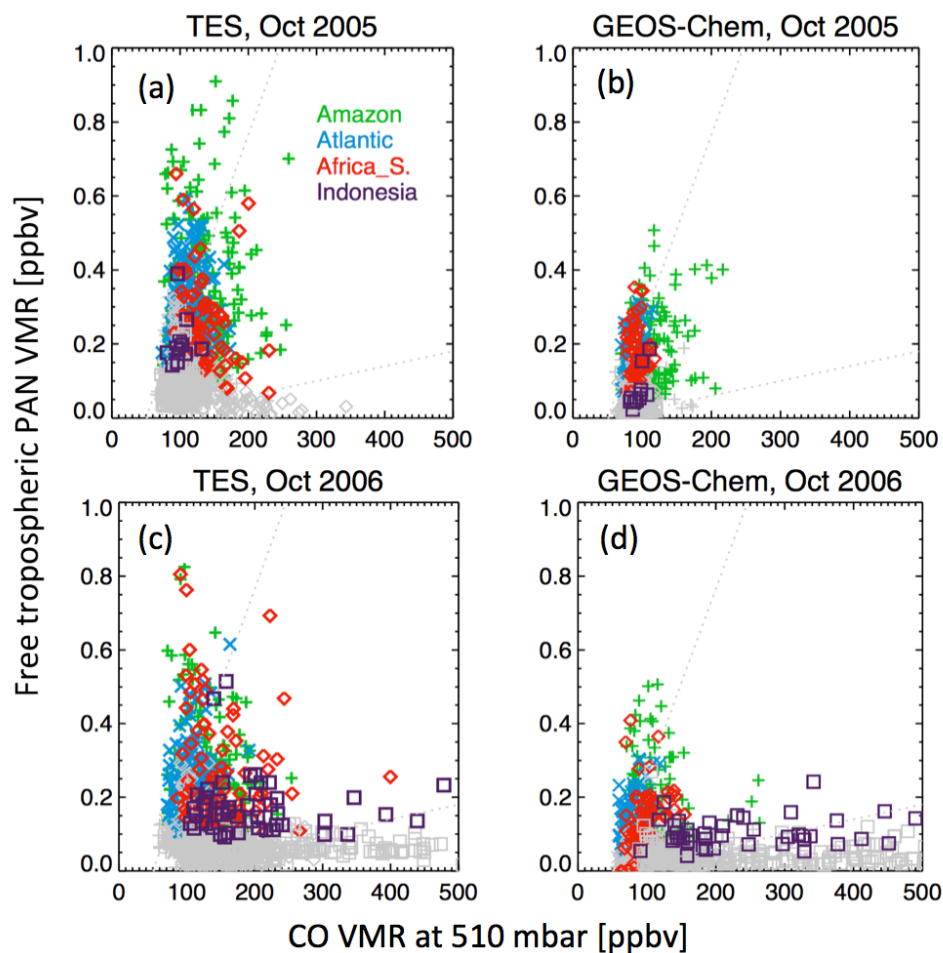 TES, Oct 2005
GEOS-Chem, Oct 2005
(a)
(b)
Amazon
Atlantic
Africa_S.
Indonesia
1.0
0.8
0.6
0.4
0.2
0.0
0 100 200 300 400 500
1.0
0.8
0.6
0.4
0.2
0.0
0 100 200 300 400 500
TES, Oct 2006
GEOS-Chem, Oct 2006
(c)
(d)
1.0
0.8
0.6
0.4
0.2
0.0
0 100 200 300 400 500
1.0
0.8
0.6
0.4
0.2
0.0
0 100 200 300 400 500
Free tropospheric PAN VMR [ppbv]
CO VMR at 510 mbar [ppbv]